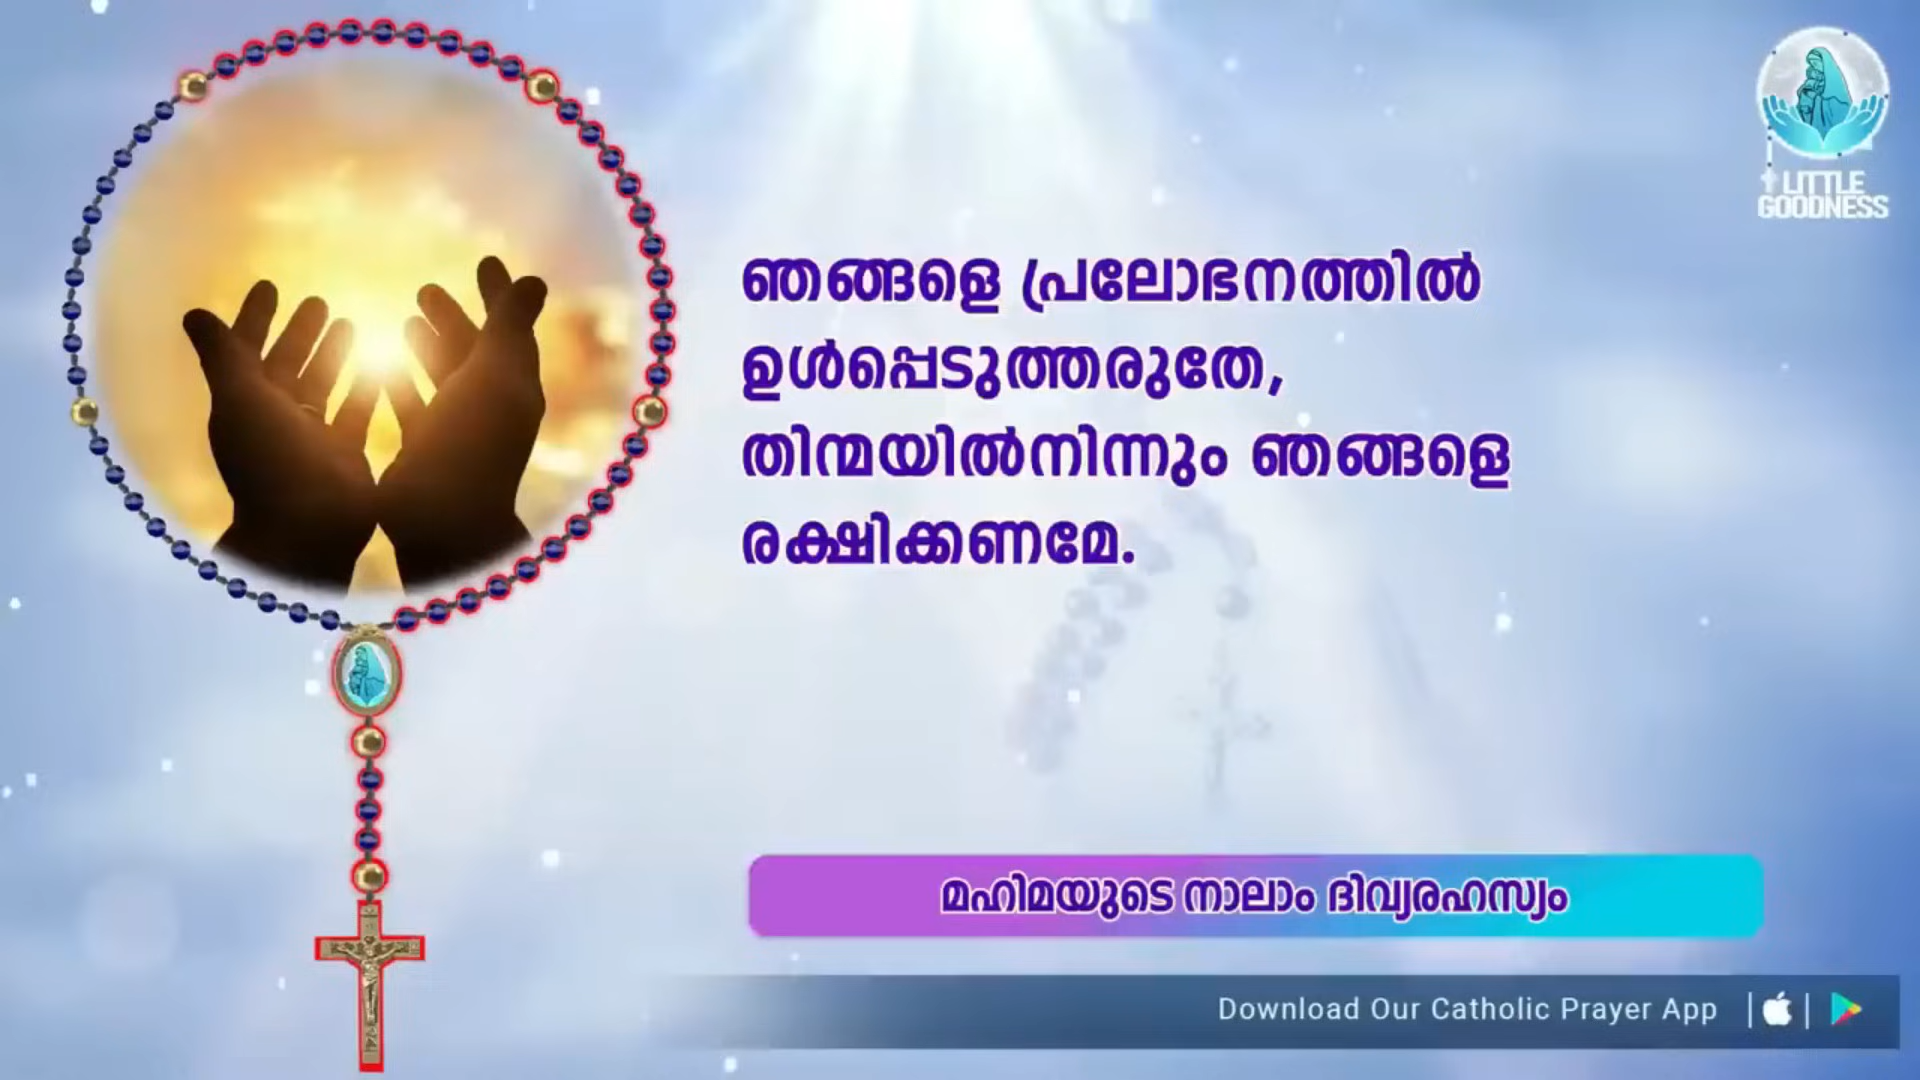 LITTLE
GOODNESS
ഞങ്ങളെ പ്രലോഭനത്തിൽ
ഉൾപ്പെടുത്തരുതേ,
തിന്മയിൽനിന്നും ഞങ്ങളെ
രക്ഷിക്കണമേ.
മഹിമയുടെ നാലാം ദിവ്യരഹസ്യം
Download Our Catholic Prayer App